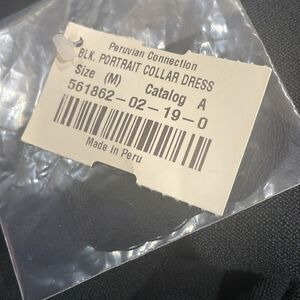 Peruvian Connection
BLK. PORTRAIT COLLAR DRESS
Size (M) Catalog A
561862-02-19-0
Made in Peru